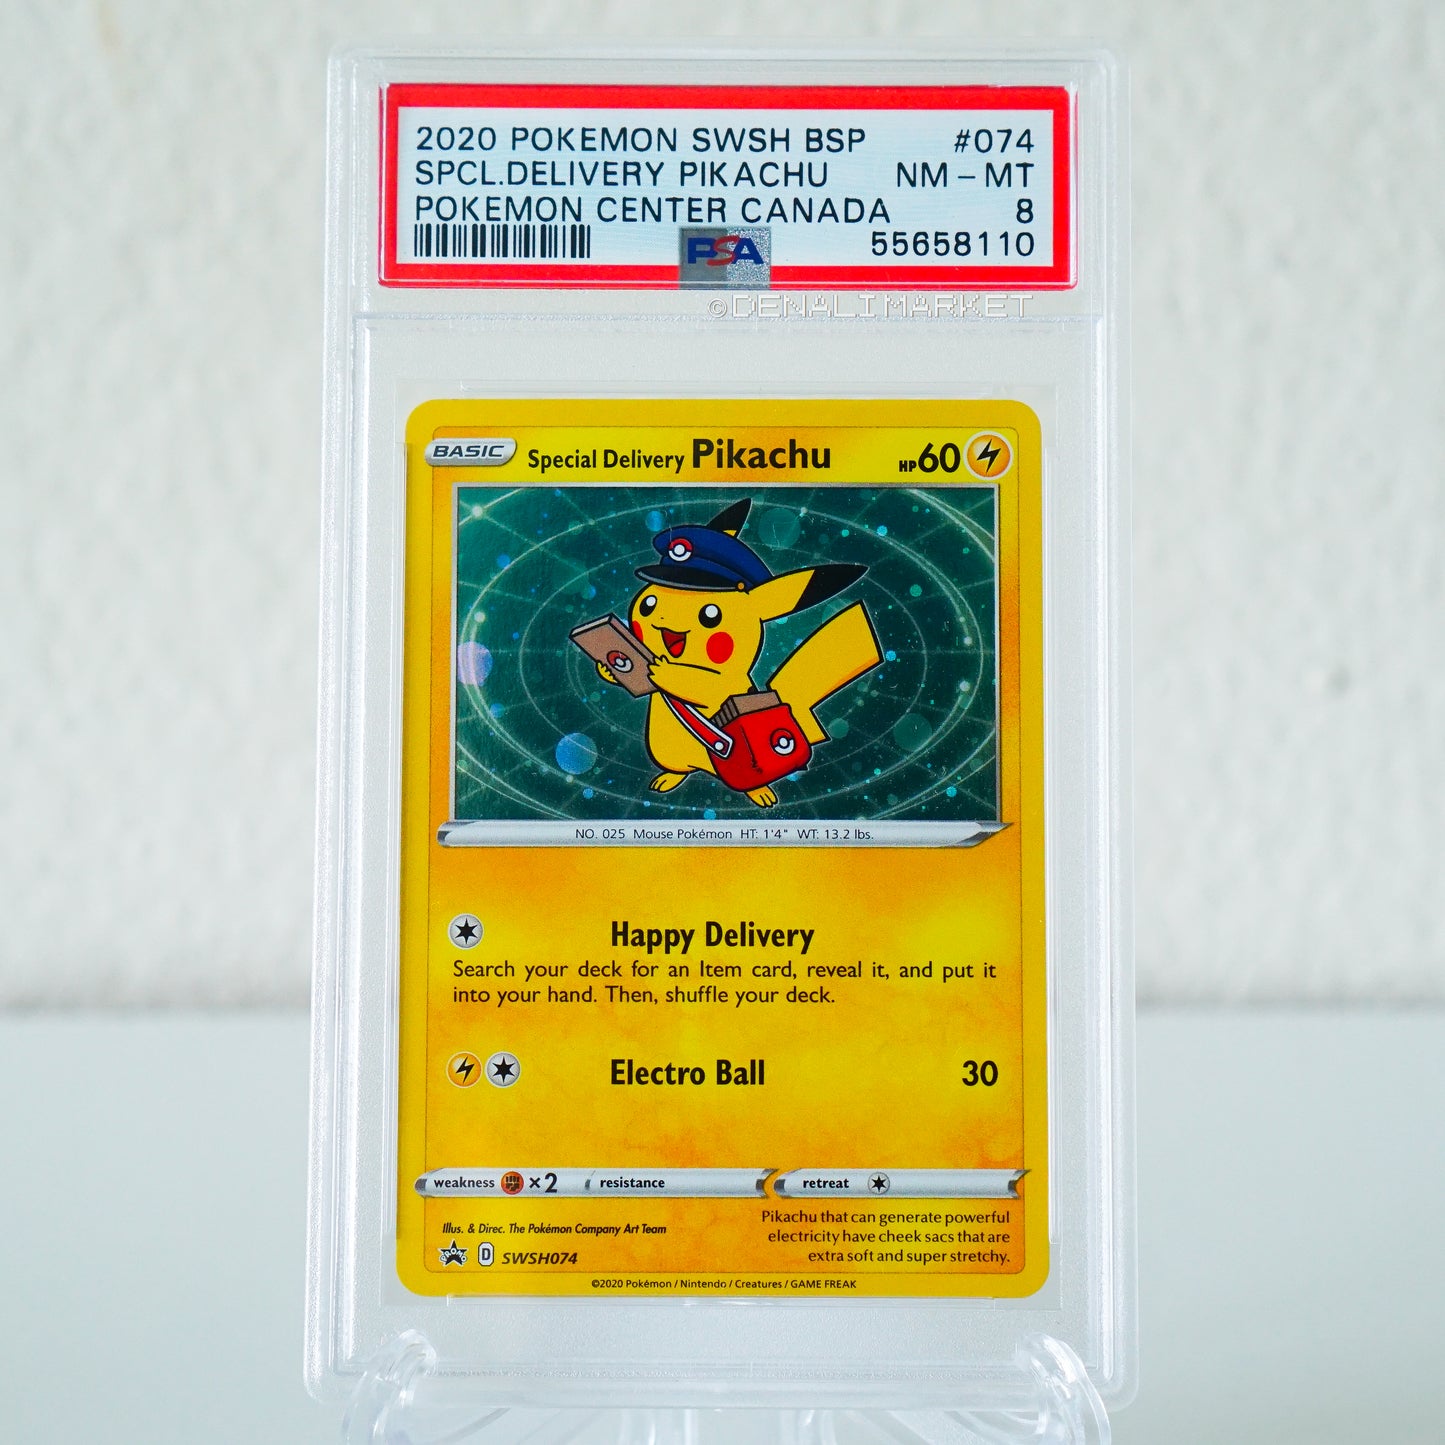 2020 POKEMON SWSH BSP #074
SPCL.DELIVERY PIKACHU NM - MT
POKEMON CENTER CANADA 8
55658110
PSA
©DENALI MARKET
BASIC Special Delivery Pikachu HP60
NO. 025 Mouse Pokémon HT: 1'4" WT: 13.2 lbs.
Happy Delivery
Search your deck for an Item card, reveal it, and put it
into your hand. Then, shuffle your deck.
Electro Ball 30
weakness ×2 resistance retreat
Illus. & Direc. The Pokémon Company Art Team
PROMO D SWSH074
Pikachu that can generate powerful
electricity have cheek sacs that are
extra soft and super stretchy.
©2020 Pokémon / Nintendo / Creatures / GAME FREAK